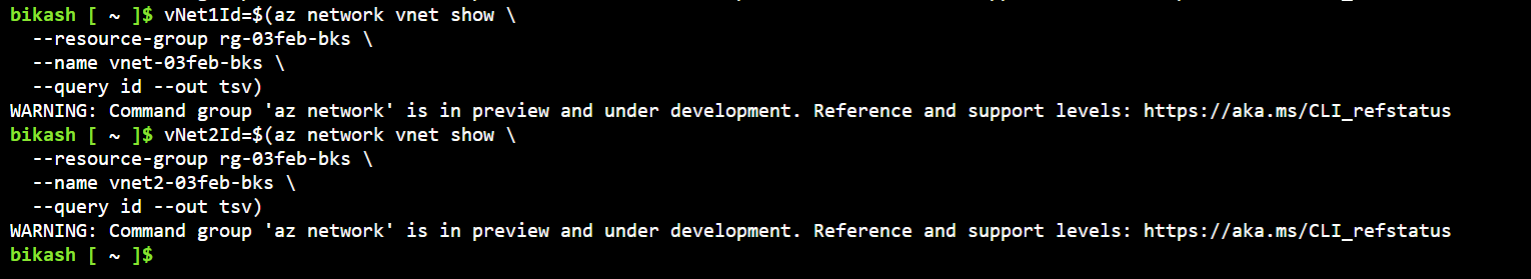 bikash [ ~ ]$ vNet1Id=$(az network vnet show \
  --resource-group rg-03feb-bks \
  --name vnet-03feb-bks \
  --query id --out tsv)
WARNING: Command group 'az network' is in preview and under development. Reference and support levels: https://aka.ms/CLI_refstatus
bikash [ ~ ]$ vNet2Id=$(az network vnet show \
  --resource-group rg-03feb-bks \
  --name vnet2-03feb-bks \
  --query id --out tsv)
WARNING: Command group 'az network' is in preview and under development. Reference and support levels: https://aka.ms/CLI_refstatus
bikash [ ~ ]$